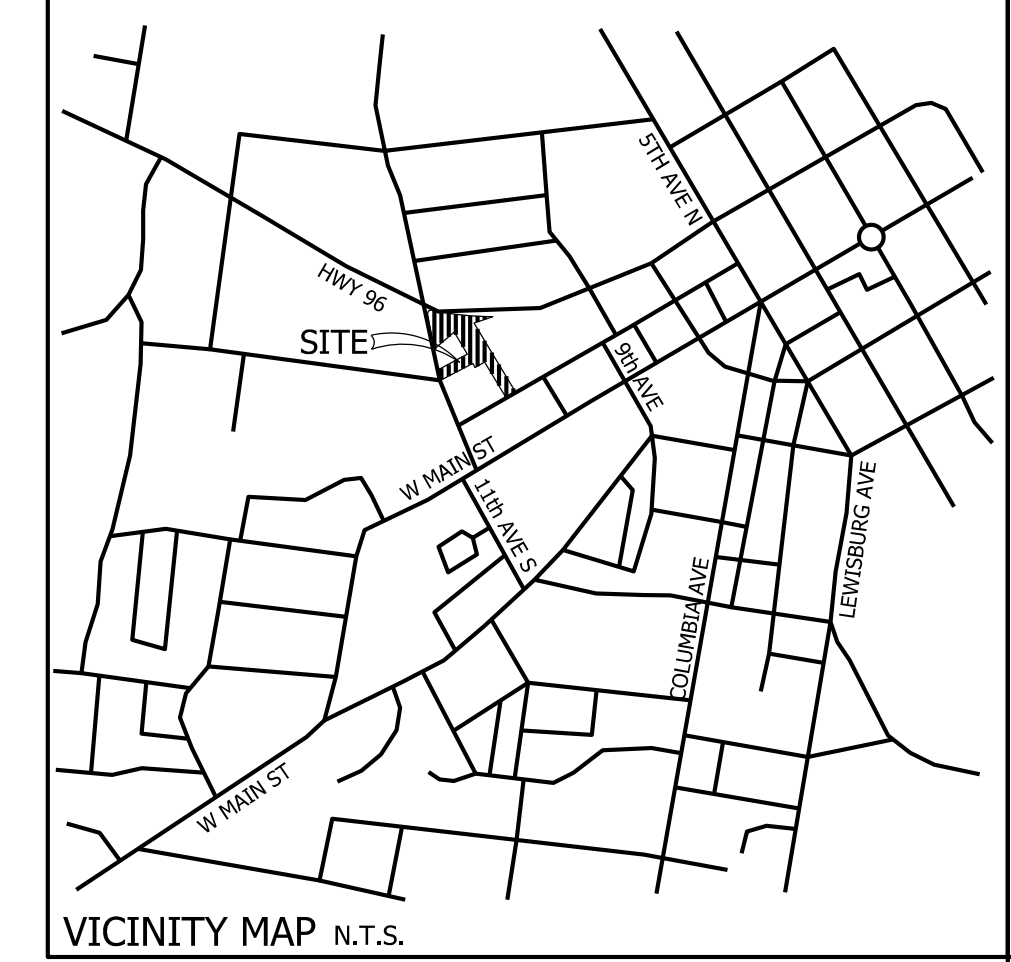 5TH AVE N
HWY 96
SITE
9th AVE
W MAIN ST
11th AVE S
LEWISBURG AVE
COLUMBIA AVE
W MAIN ST
VICINITY MAP N.T.S.